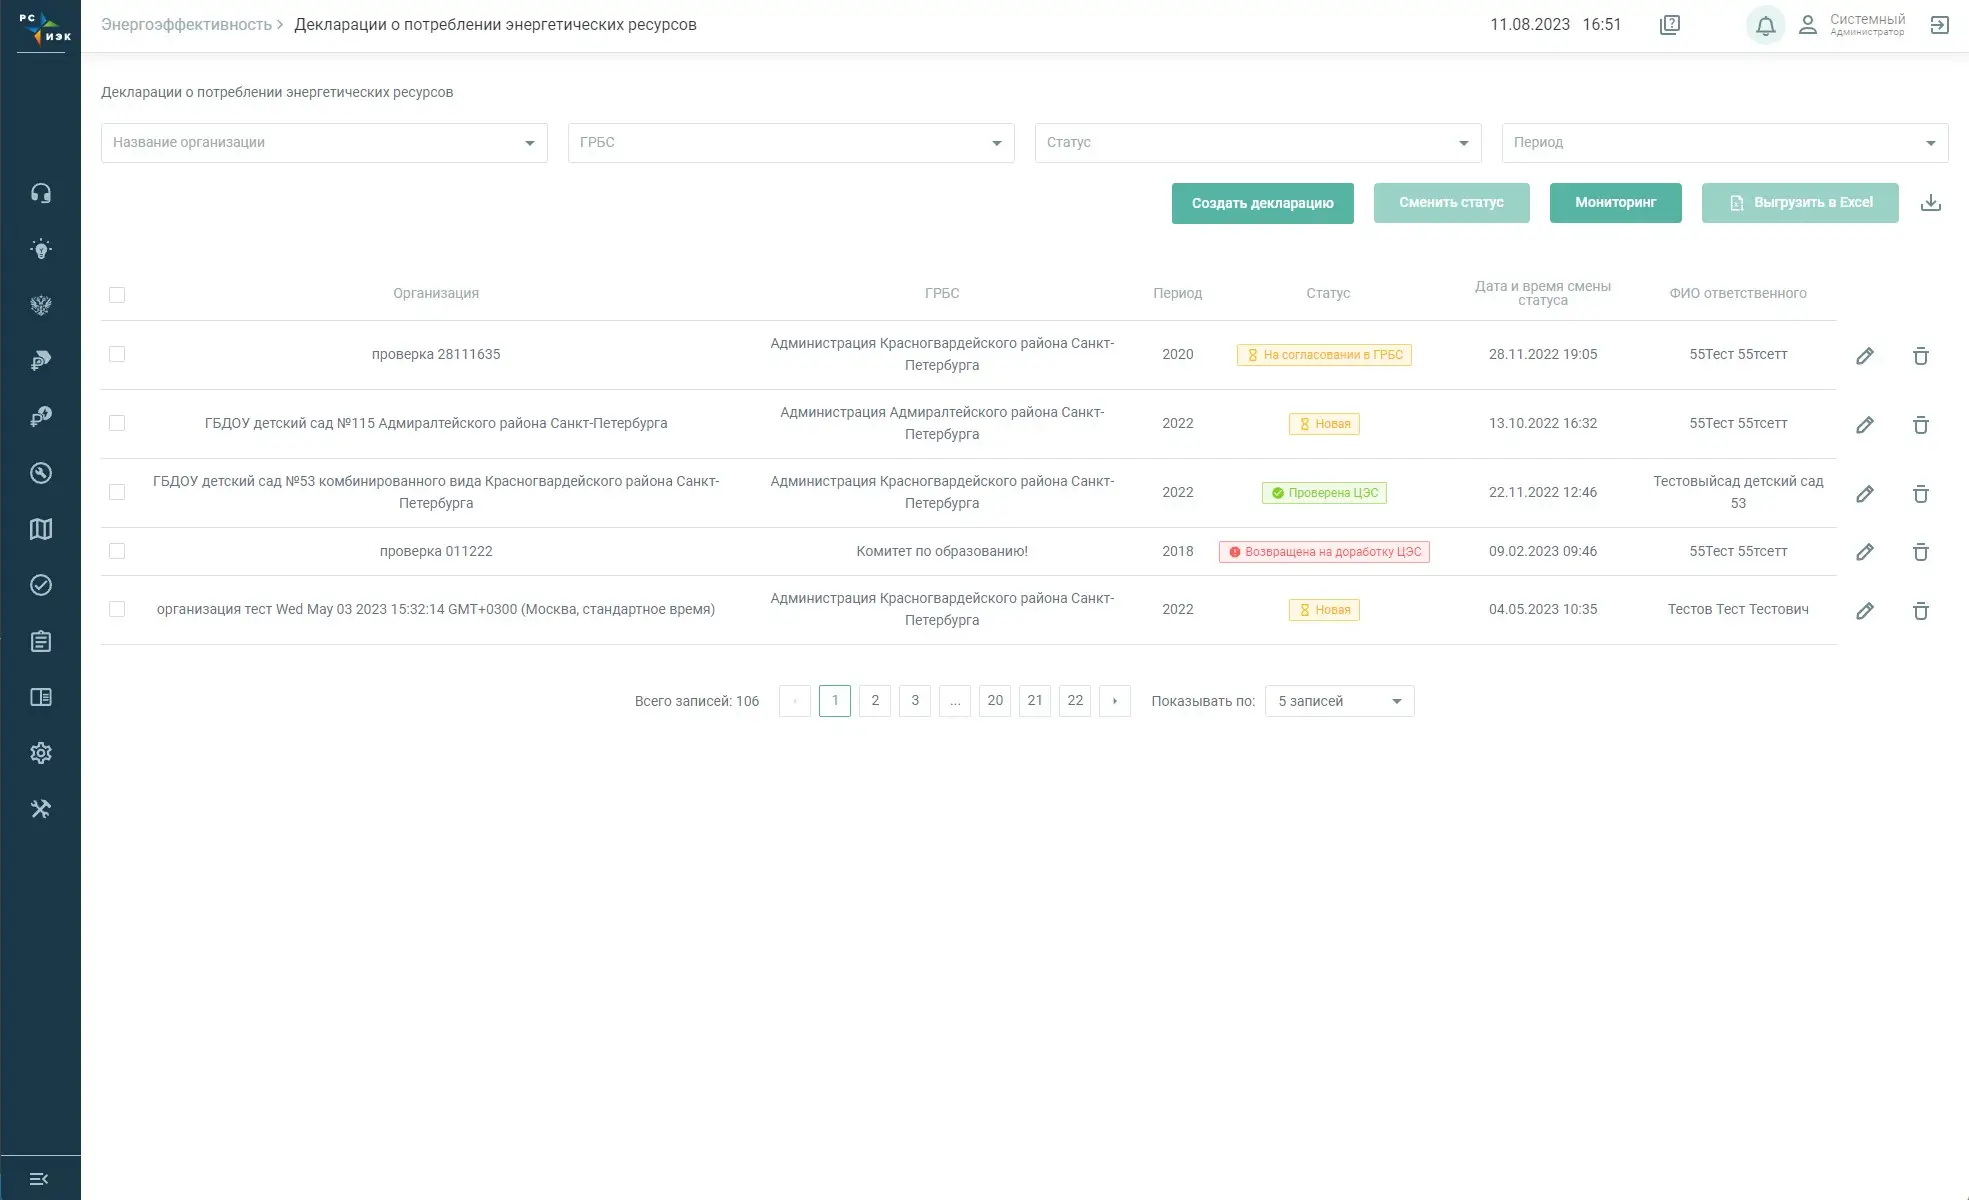 РС
ИЭК
Энергоэффективность > Декларации о потреблении энергетических ресурсов
11.08.2023 16:51
Системный
Администратор
Декларации о потреблении энергетических ресурсов
Название организации
ГРБС
Статус
Период
Создать декларацию
Сменить статус
Мониторинг
Выгрузить в Excel
Организация
ГРБС
Период
Статус
Дата и время смены
статуса
ФИО ответственного
проверка 28111635
Администрация Красногвардейского района Санкт-
Петербурга
2020
На согласовании в ГРБС
28.11.2022 19:05
55Тест 55тсетт
ГБДОУ детский сад №115 Адмиралтейского района Санкт-Петербурга
Администрация Адмиралтейского района Санкт-
Петербурга
2022
Новая
13.10.2022 16:32
55Тест 55тсетт
ГБДОУ детский сад №53 комбинированного вида Красногвардейского района Санкт-
Петербурга
Администрация Красногвардейского района Санкт-
Петербурга
2022
Проверена ЦЭС
22.11.2022 12:46
Тестовыйсад детский сад
53
проверка 011222
Комитет по образованию!
2018
Возвращена на доработку ЦЭС
09.02.2023 09:46
55Тест 55тсетт
организация тест Wed May 03 2023 15:32:14 GMT+0300 (Москва, стандартное время)
Администрация Красногвардейского района Санкт-
Петербурга
2022
Новая
04.05.2023 10:35
Тестов Тест Тестович
Всего записей: 106
1 2 3 ... 20 21 22
Показывать по:
5 записей